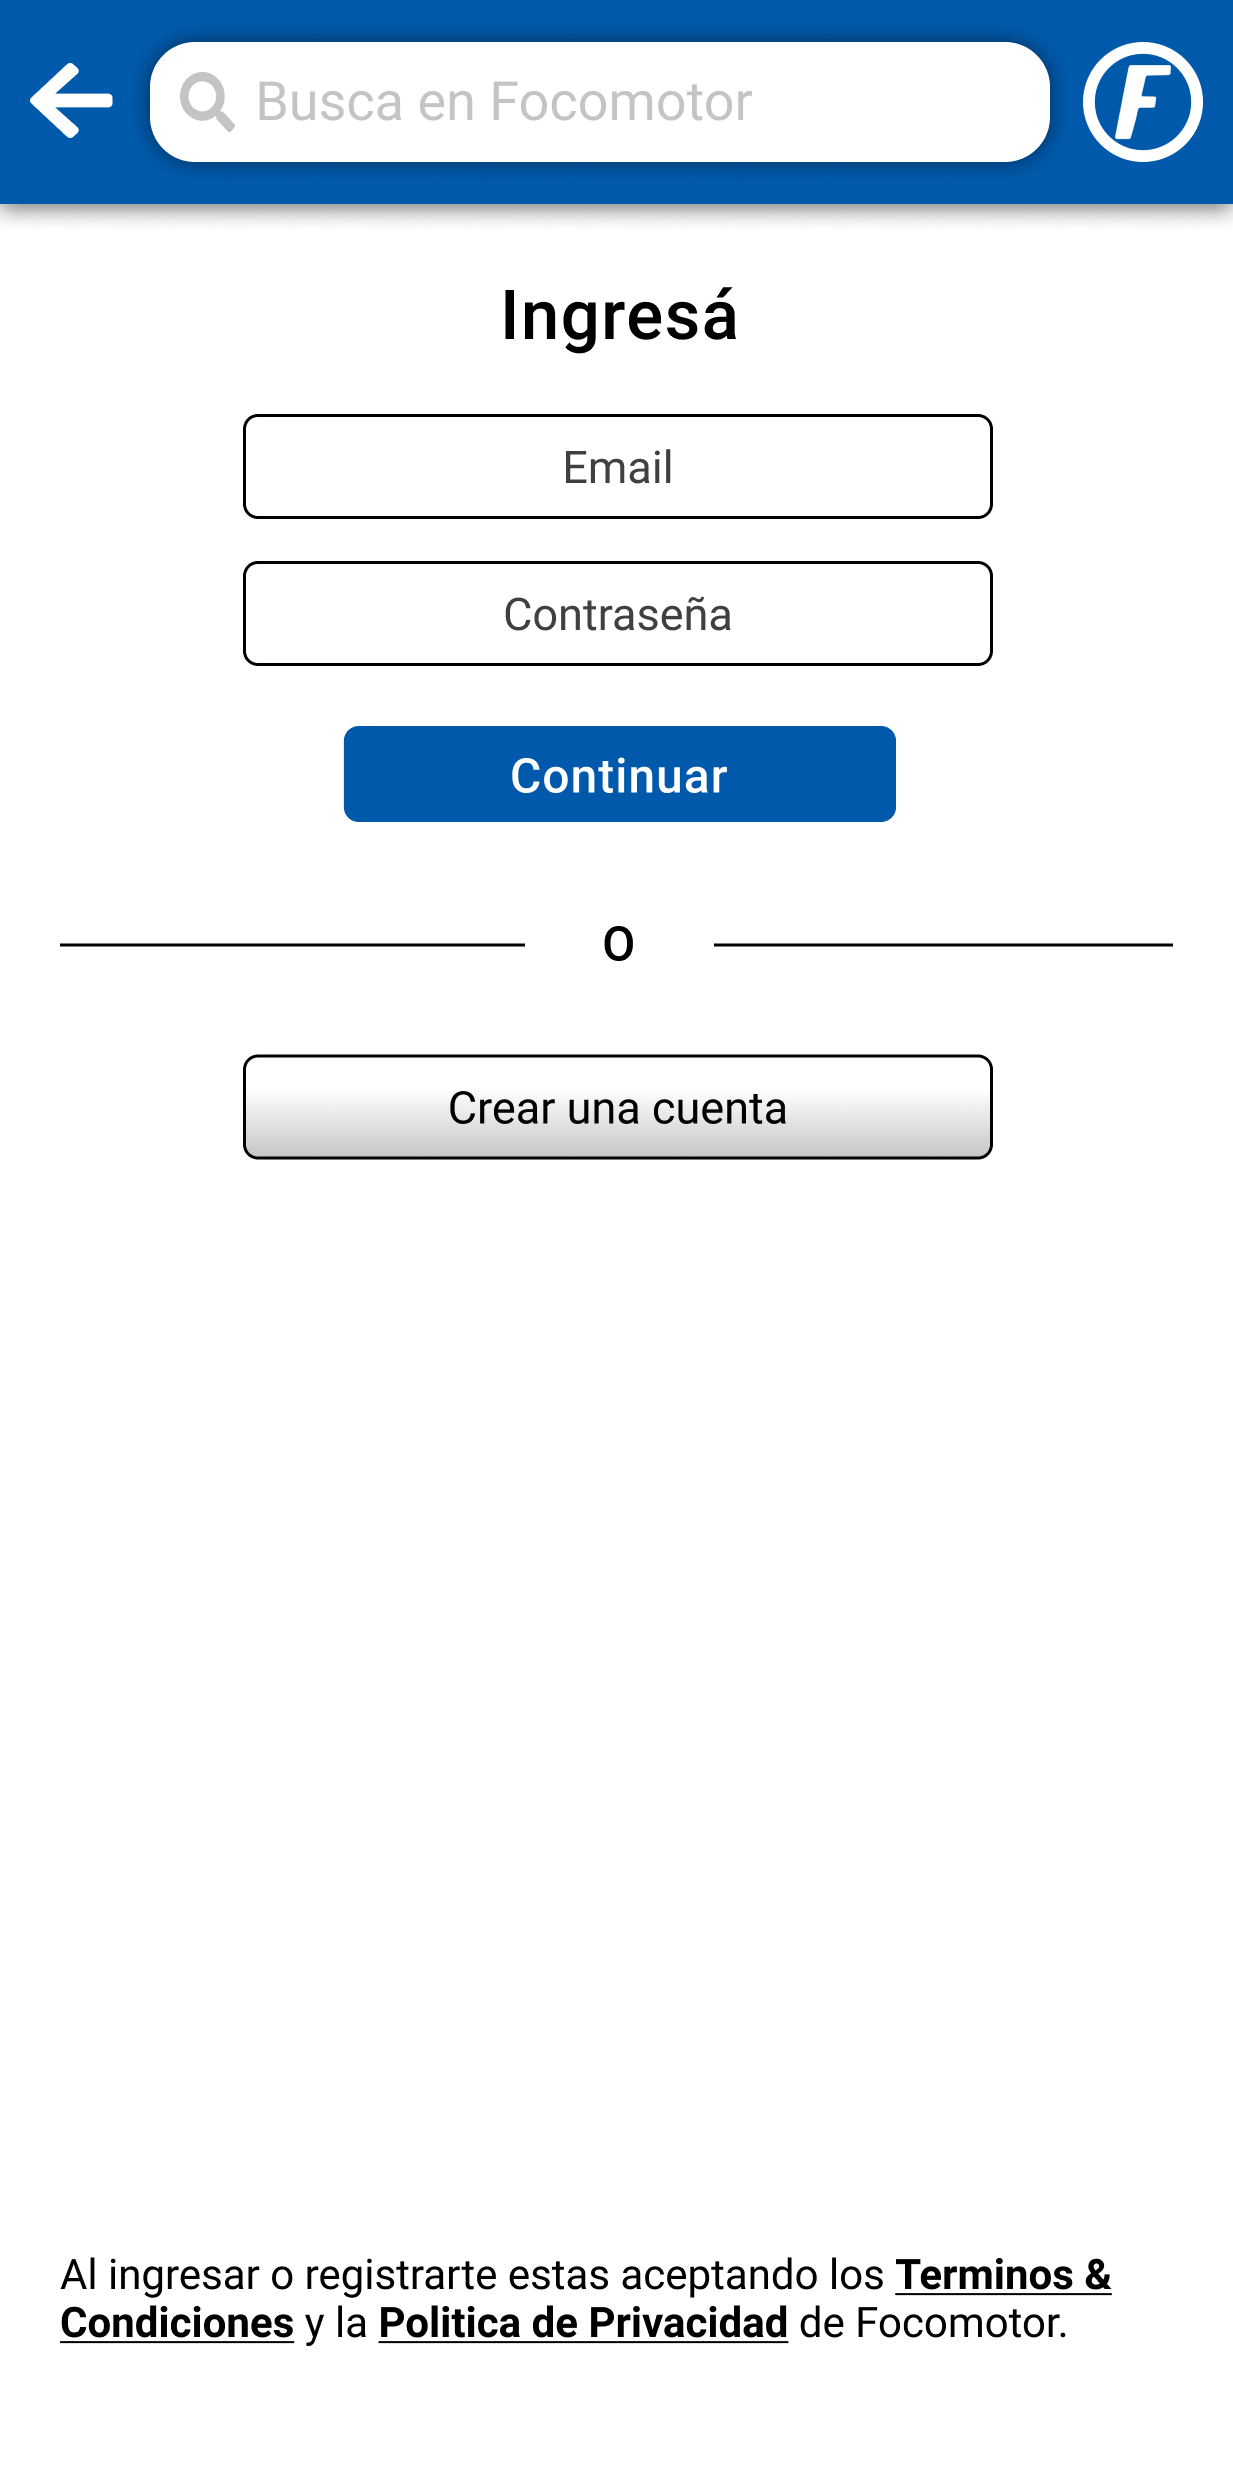 Busca en Focomotor
F
Ingresá
Email
Contraseña
Continuar
O
Crear una cuenta
Al ingresar o registrarte estas aceptando los Terminos &
Condiciones y la Politica de Privacidad de Focomotor.